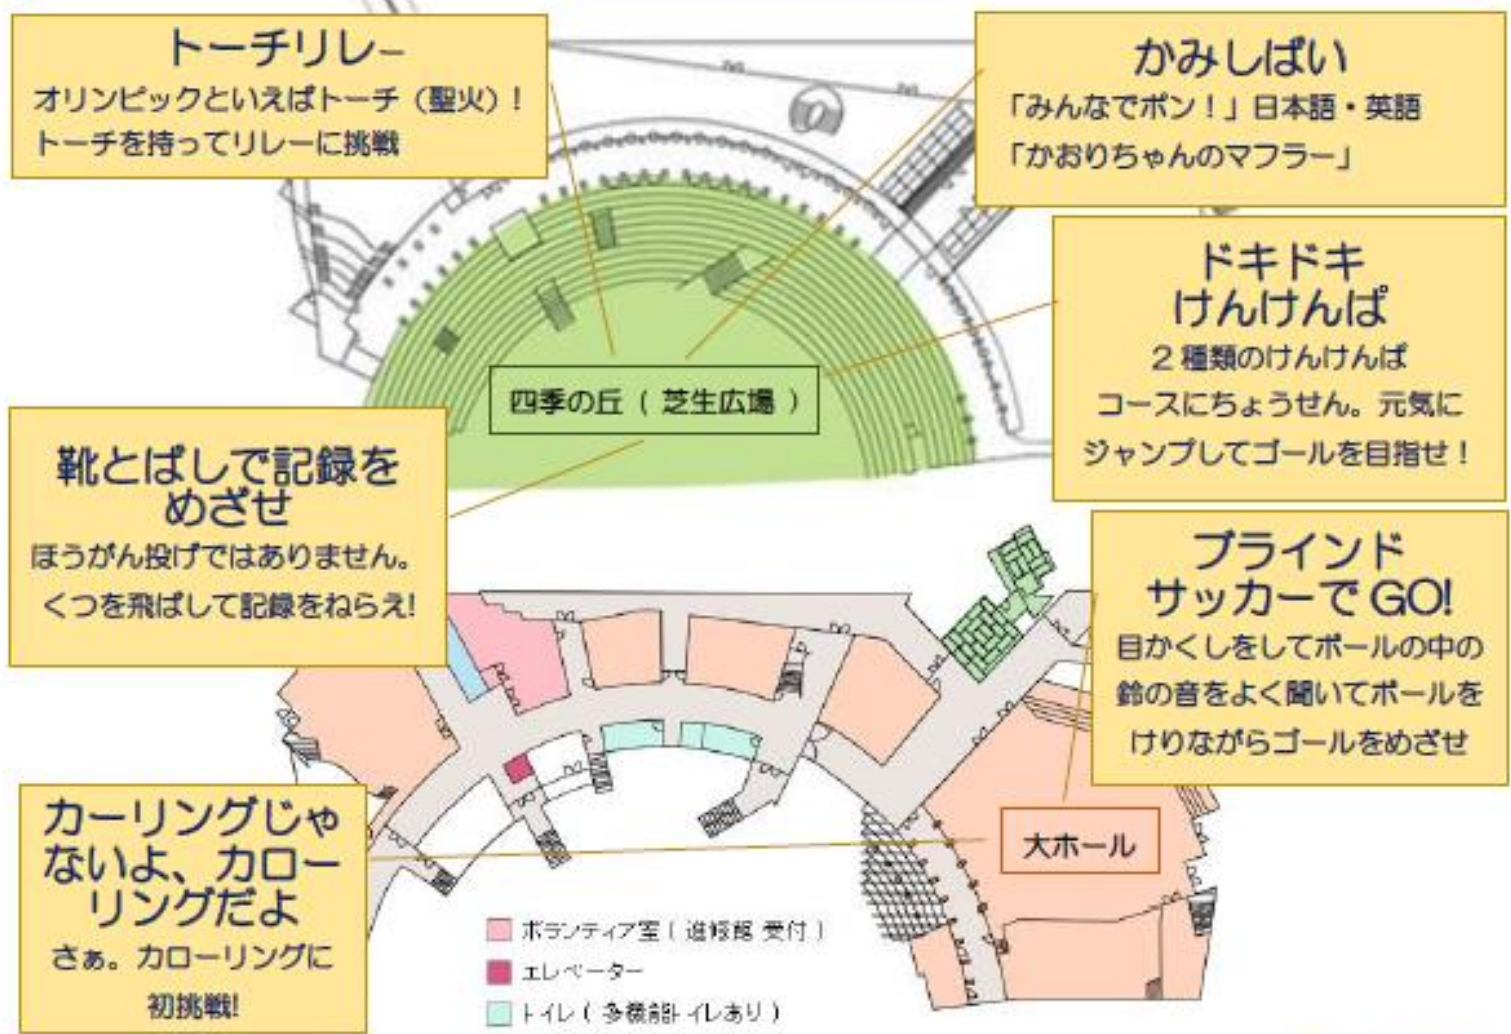 トーチリレー
オリンピックといえばトーチ（聖火）！
トーチを持ってリレーに挑戦
かみしばい
「みんなでポン！」日本語・英語
「かおりちゃんのマフラー」
ドキドキ
けんけんぱ
２種類のけんけんぱ
コースにちょうせん。元気に
ジャンプしてゴールを目指せ！
四季の丘（芝生広場）
靴とばしで記録を
めざせ
ほうがん投げではありません。
くつを飛ばして記録をねらえ!
ブラインド
サッカーでGO!
目かくしをしてボールの中の
鈴の音をよく聞いてボールを
けりながらゴールをめざせ
大ホール
カーリングじゃ
ないよ、カロー
リングだよ
さぁ。カローリングに
初挑戦!
ボランティア室（進修館 受付）
エレベーター
トイレ（多機能トイレあり）